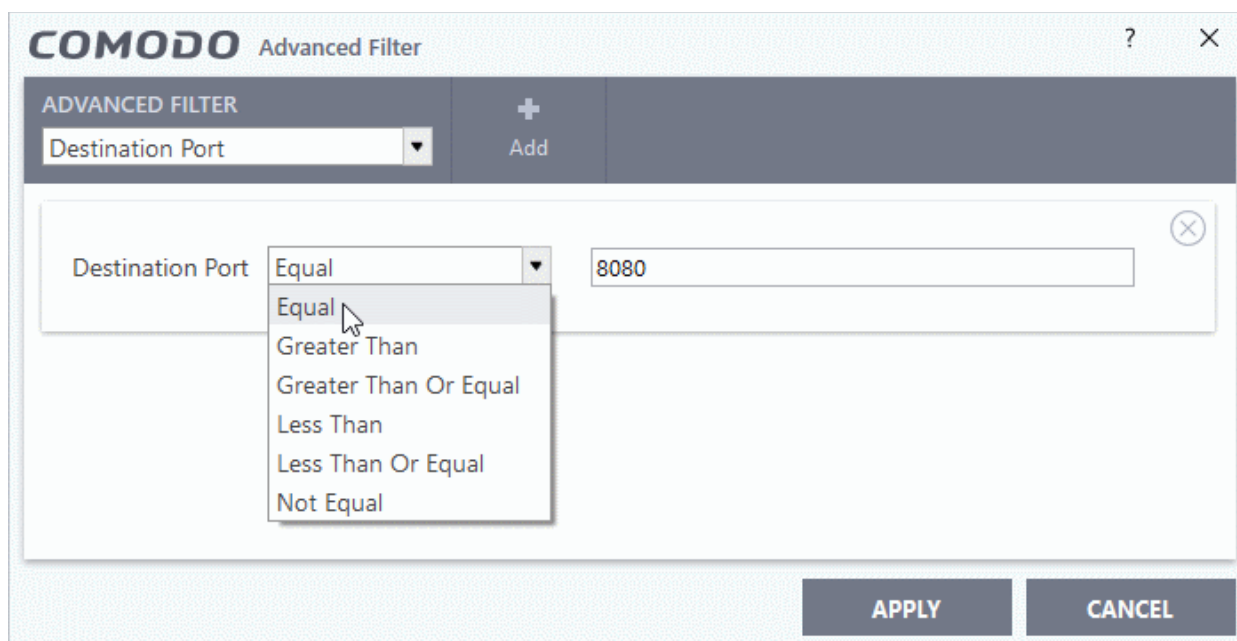 COMODO Advanced Filter ?
ADVANCED FILTER
Destination Port
Add
Destination Port Equal 8080
Equal
Greater Than
Greater Than Or Equal
Less Than
Less Than Or Equal
Not Equal
APPLY CANCEL